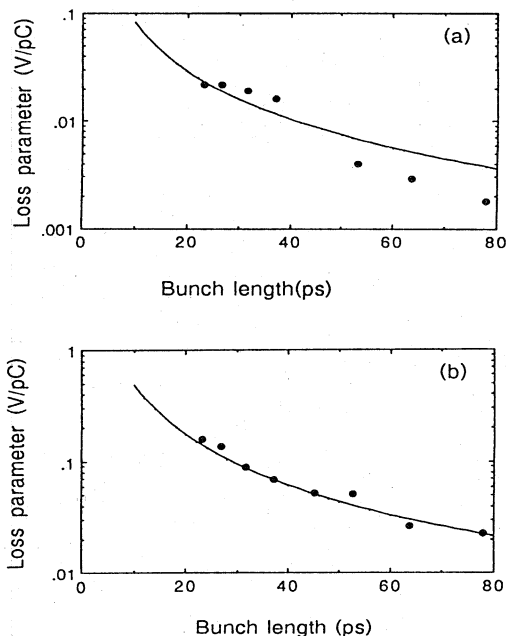 (a)
Loss parameter (V/pC)
.1
.01
.001
0 20 40 60 80
Bunch length(ps)
(b)
Loss parameter (V/pC)
1
.1
.01
0 20 40 60 80
Bunch length (ps)